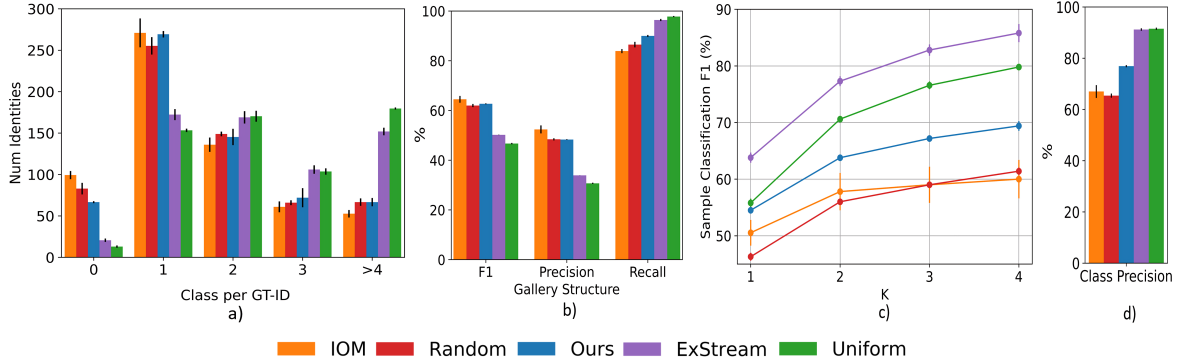 300
250
200
150
100
50
0
Num Identities
0 1 2 3 >4
Class per GT-ID
a)
100
80
60
40
20
0
%
F1 Precision Recall
Gallery Structure
b)
90
80
70
60
50
Sample Classification F1 (%)
1 2 3 4
K
c)
100
80
60
40
20
0
%
Class Precision
d)
IOM Random Ours ExStream Uniform